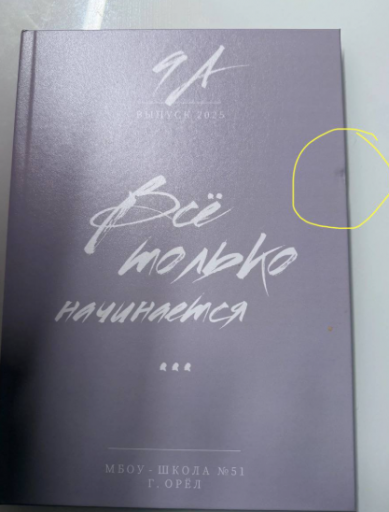 9А
ВЫПУСК 2025
Всё
только
начинается
...
МБОУ - ШКОЛА №51
Г. ОРЁЛ